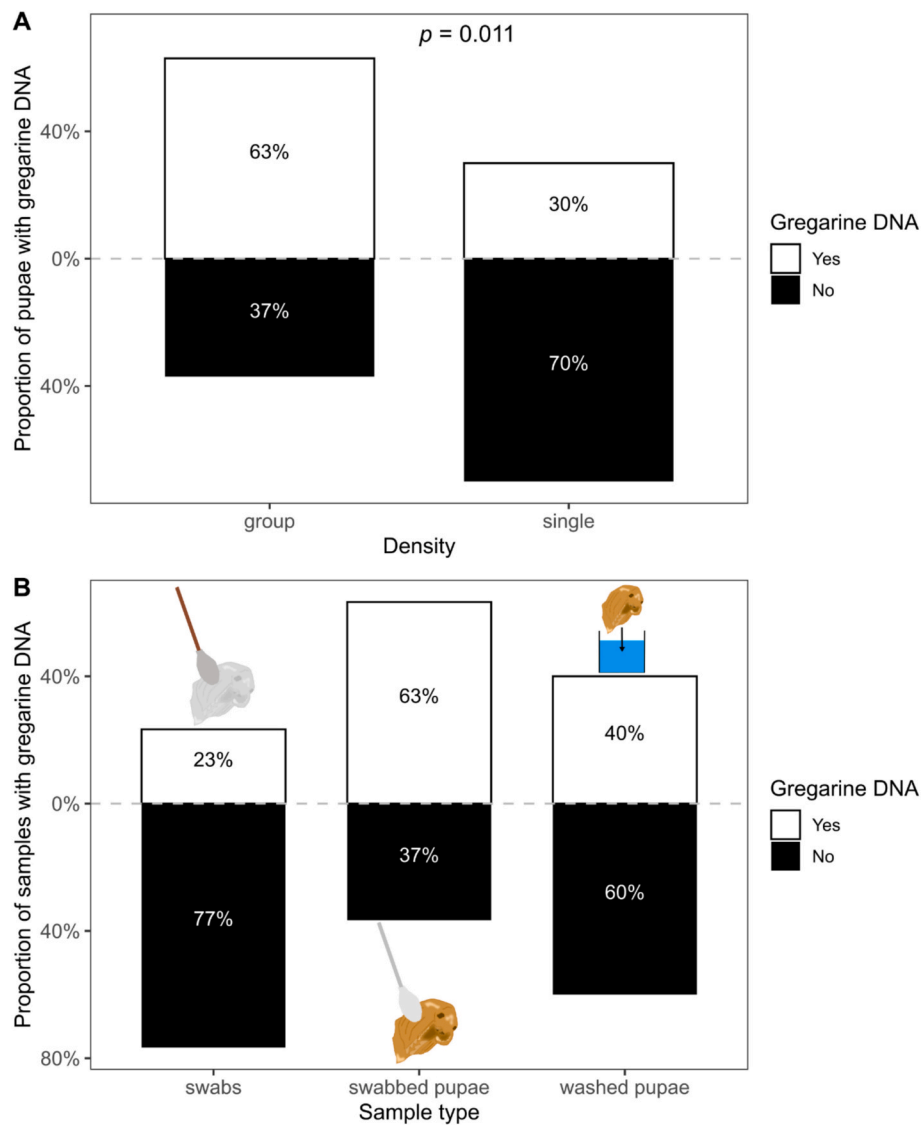 A
p = 0.011
Proportion of pupae with gregarine DNA
40%
0%
40%
63%
30%
37%
70%
group
single
Density
Gregarine DNA
Yes
No
B
Proportion of samples with gregarine DNA
40%
0%
40%
80%
23%
63%
40%
77%
37%
60%
swabs
swabbed pupae
washed pupae
Sample type
Gregarine DNA
Yes
No